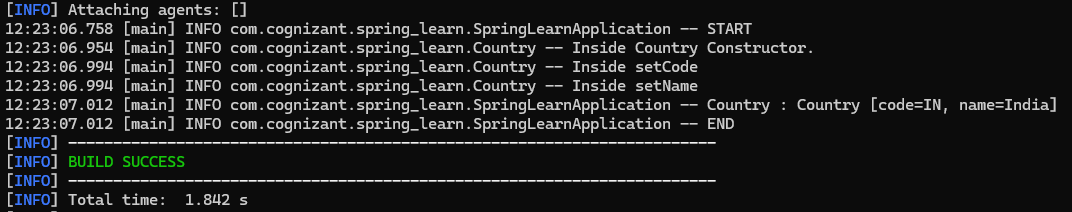 [INFO] Attaching agents: []
12:23:06.758 [main] INFO com.cognizant.spring_learn.SpringLearnApplication -- START
12:23:06.954 [main] INFO com.cognizant.spring_learn.Country -- Inside Country Constructor.
12:23:06.994 [main] INFO com.cognizant.spring_learn.Country -- Inside setCode
12:23:06.994 [main] INFO com.cognizant.spring_learn.Country -- Inside setName
12:23:07.012 [main] INFO com.cognizant.spring_learn.SpringLearnApplication -- Country : Country [code=IN, name=India]
12:23:07.012 [main] INFO com.cognizant.spring_learn.SpringLearnApplication -- END
[INFO] ------------------------------------------------------------------------
[INFO] BUILD SUCCESS
[INFO] ------------------------------------------------------------------------
[INFO] Total time:  1.842 s